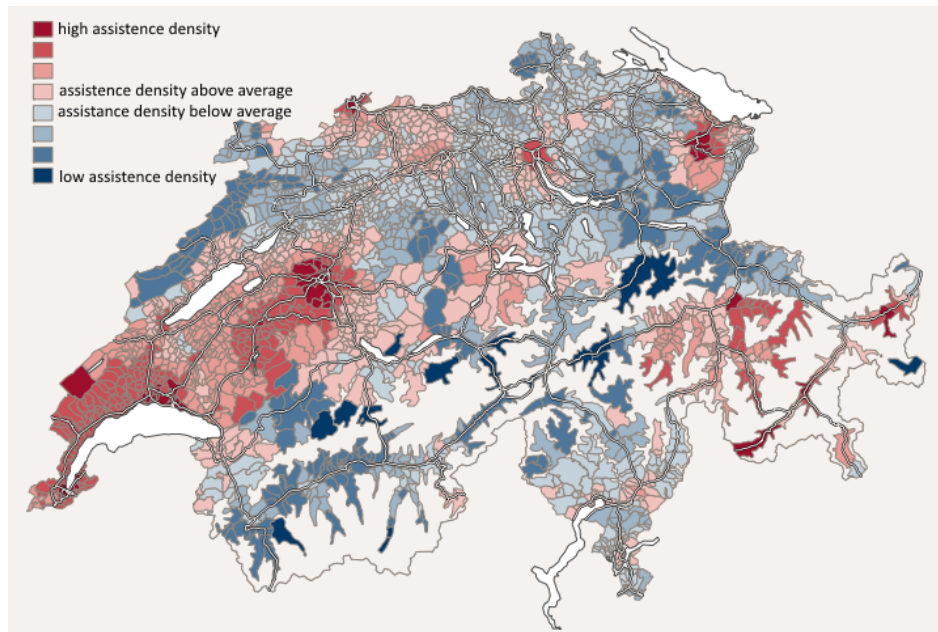 high assistence density
assistence density above average
assistance density below average
low assistence density